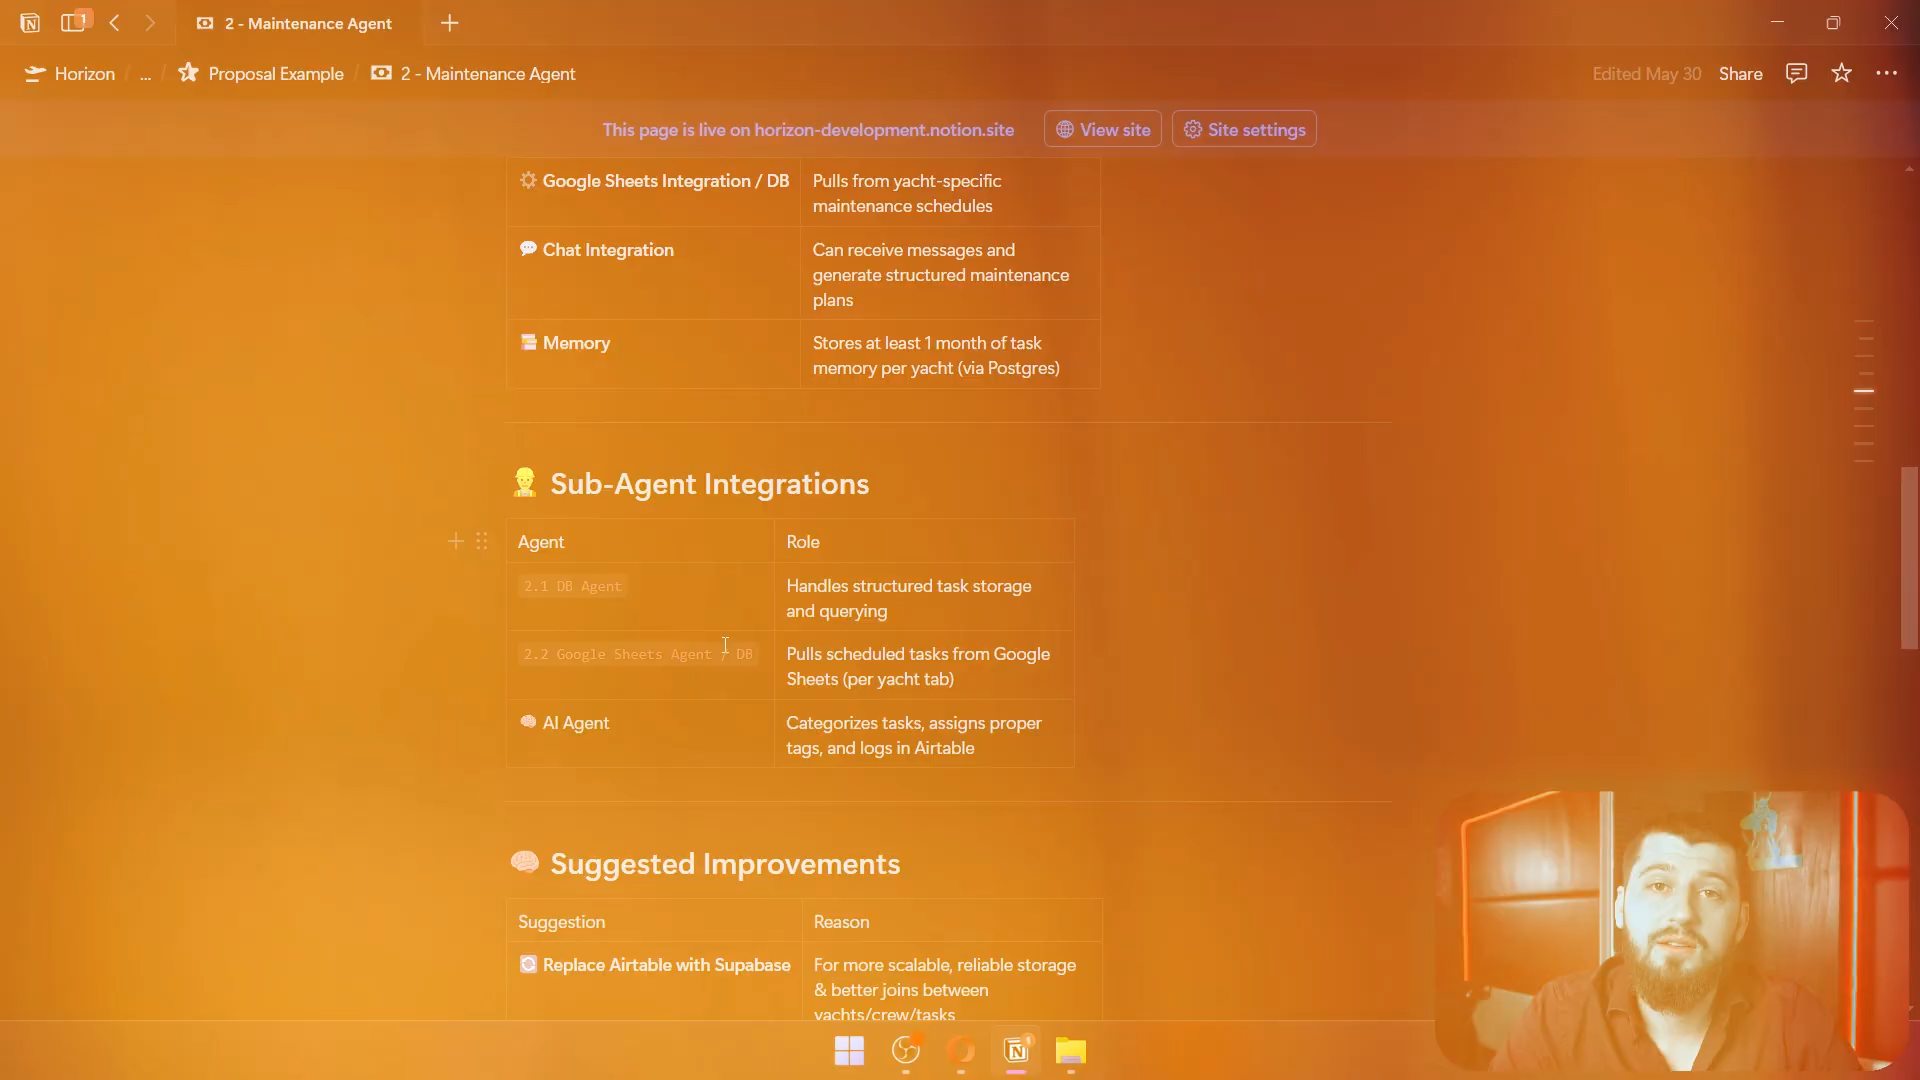 1
2 - Maintenance Agent
Horizon / ... / Proposal Example / 2 - Maintenance Agent
Edited May 30 Share
This page is live on horizon-development.notion.site View site Site settings
Google Sheets Integration / DB
Pulls from yacht-specific
maintenance schedules
Chat Integration
Can receive messages and
generate structured maintenance
plans
Memory
Stores at least 1 month of task
memory per yacht (via Postgres)
Sub-Agent Integrations
Agent
Role
2.1 DB Agent
Handles structured task storage
and querying
2.2 Google Sheets Agent / DB
Pulls scheduled tasks from Google
Sheets (per yacht tab)
AI Agent
Categorizes tasks, assigns proper
tags, and logs in Airtable
Suggested Improvements
Suggestion
Reason
Replace Airtable with Supabase
For more scalable, reliable storage
& better joins between
yachts/crew/tasks
1